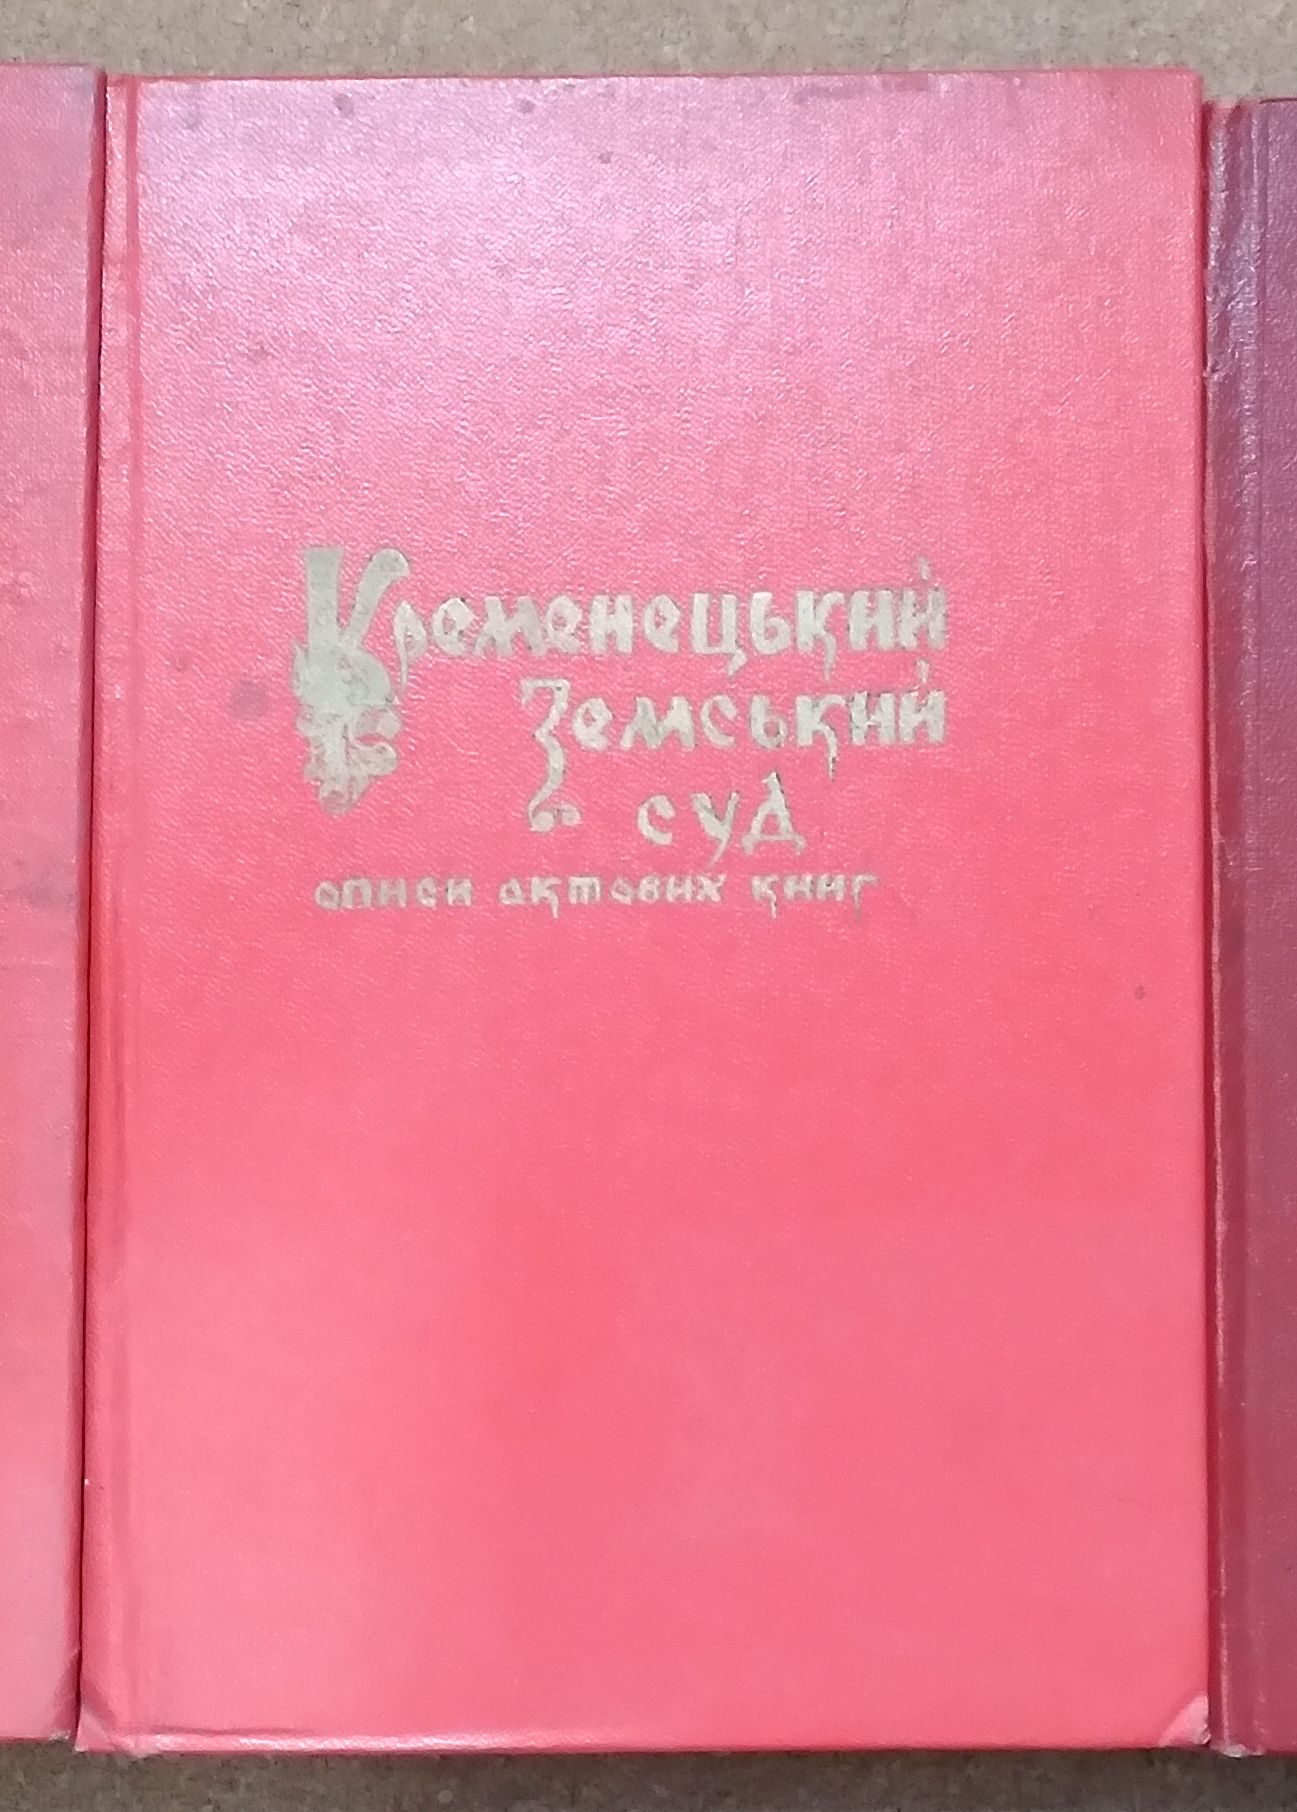 Кременецький
Земський
суд
описи актових книг